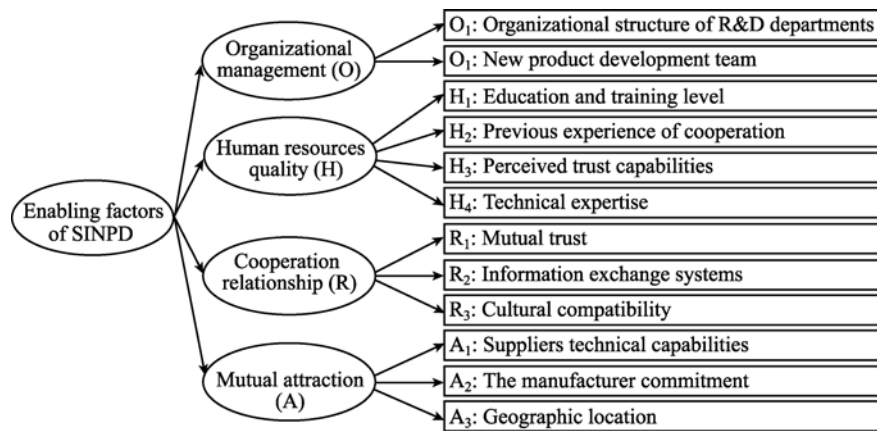 Enabling factors
of SINPD
Organizational
management (O)
O₁: Organizational structure of R&D departments
O₁: New product development team
Human resources
quality (H)
H₁: Education and training level
H₂: Previous experience of cooperation
H₃: Perceived trust capabilities
H₄: Technical expertise
Cooperation
relationship (R)
R₁: Mutual trust
R₂: Information exchange systems
R₃: Cultural compatibility
Mutual attraction
(A)
A₁: Suppliers technical capabilities
A₂: The manufacturer commitment
A₃: Geographic location